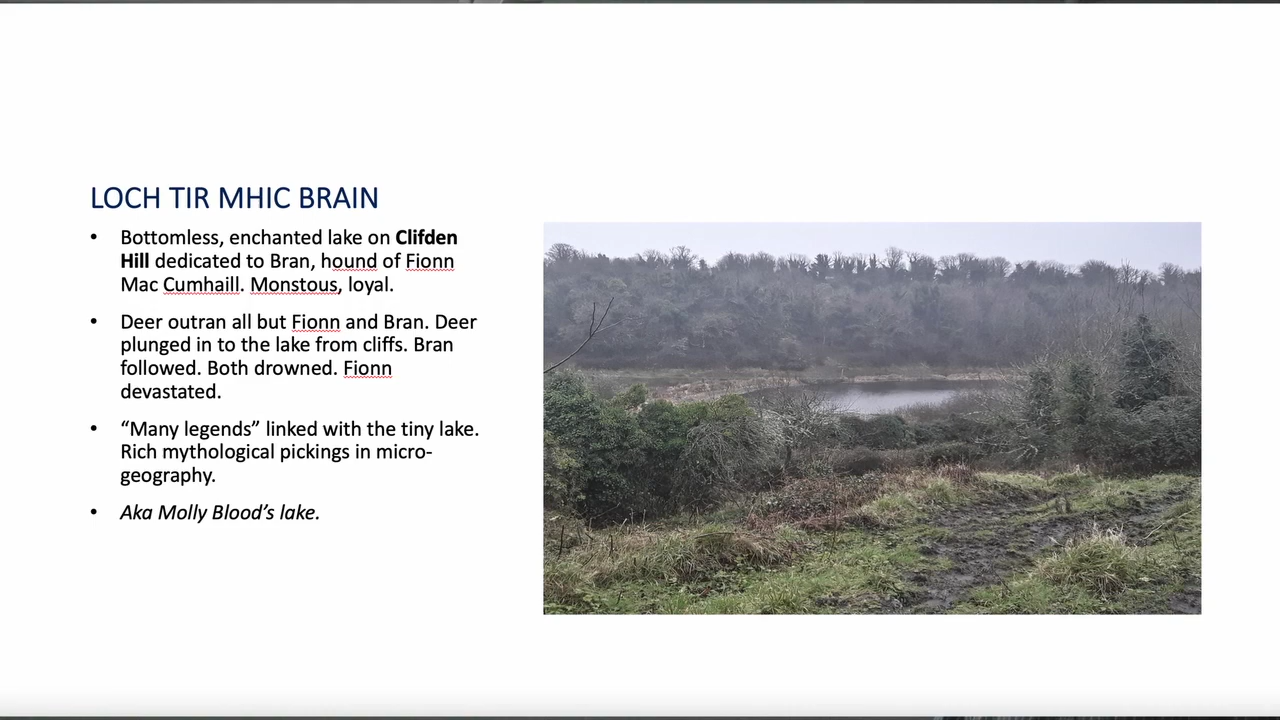 LOCH TIR MHIC BRAIN
• Bottomless, enchanted lake on Clifden
Hill dedicated to Bran, hound of Fionn
Mac Cumhaill. Monstous, loyal.
• Deer outran all but Fionn and Bran. Deer
plunged in to the lake from cliffs. Bran
followed. Both drowned. Fionn
devastated.
• “Many legends” linked with the tiny lake.
Rich mythological pickings in micro-
geography.
• Aka Molly Blood’s lake.